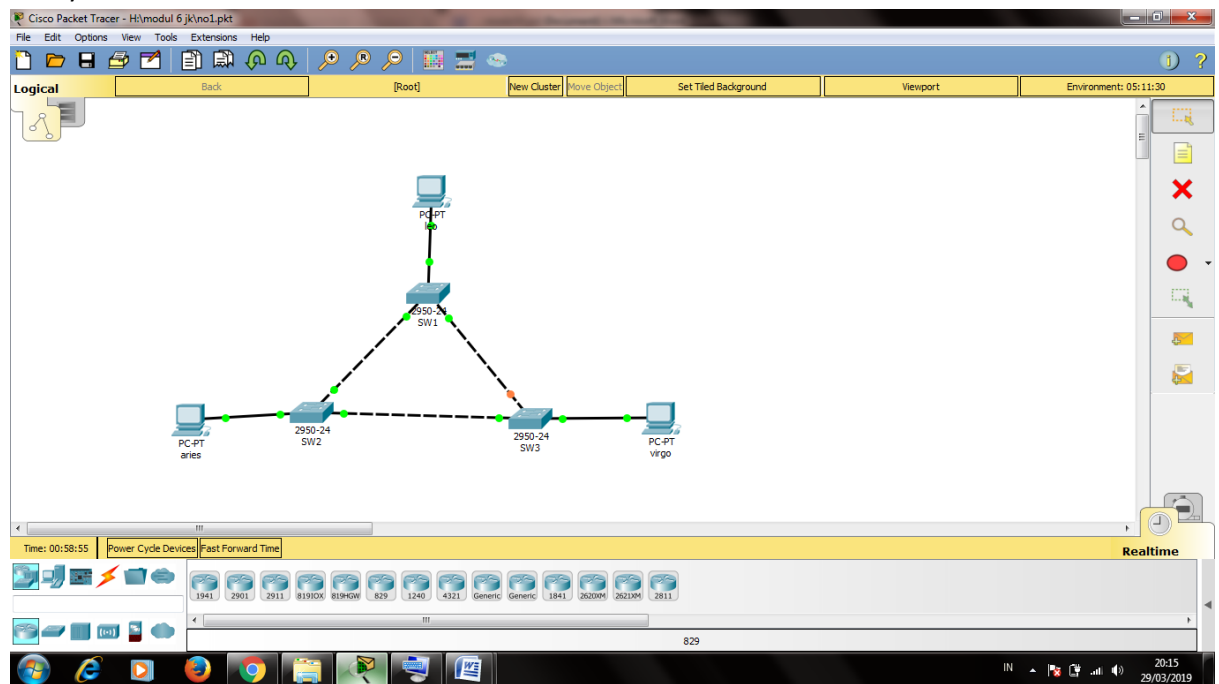 Cisco Packet Tracer - H:\modul 6 jk\no1.pkt
File Edit Options View Tools Extensions Help
Logical Back [Root] New Cluster Move Object Set Tiled Background Viewport Environment: 05:11:30
PC-PT
leo
2950-24
SW1
PC-PT
aries
2950-24
SW2
2950-24
SW3
PC-PT
virgo
Time: 00:58:55 Power Cycle Devices Fast Forward Time Realtime
1941 2901 2911 819IOX 819HGW 829 1240 4321 Generic Generic 1841 2620XM 2621XM 2811
829
IN 20:15
29/03/2019